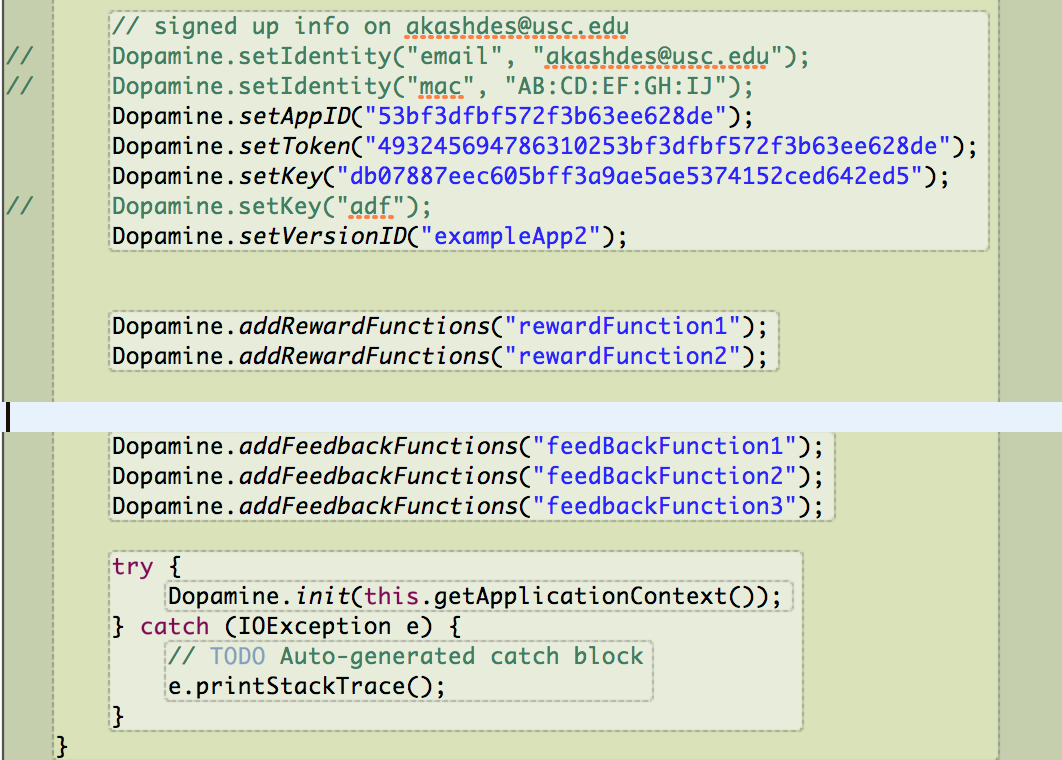 // signed up info on akashdes@usc.edu
// Dopamine.setIdentity("email", "akashdes@usc.edu");
// Dopamine.setIdentity("mac", "AB:CD:EF:GH:IJ");
Dopamine.setAppID("53bf3dfbf572f3b63ee628de");
Dopamine.setToken("493245694786310253bf3dfbf572f3b63ee628de");
Dopamine.setKey("db07887eec605bff3a9ae5ae5374152ced642ed5");
// Dopamine.setKey("adf");
Dopamine.setVersionID("exampleApp2");
Dopamine.addRewardFunctions("rewardFunction1");
Dopamine.addRewardFunctions("rewardFunction2");
Dopamine.addFeedbackFunctions("feedBackFunction1");
Dopamine.addFeedbackFunctions("feedBackFunction2");
Dopamine.addFeedbackFunctions("feedbackFunction3");
try {
Dopamine.init(this.getApplicationContext());
} catch (IOException e) {
// TODO Auto-generated catch block
e.printStackTrace();
}
}